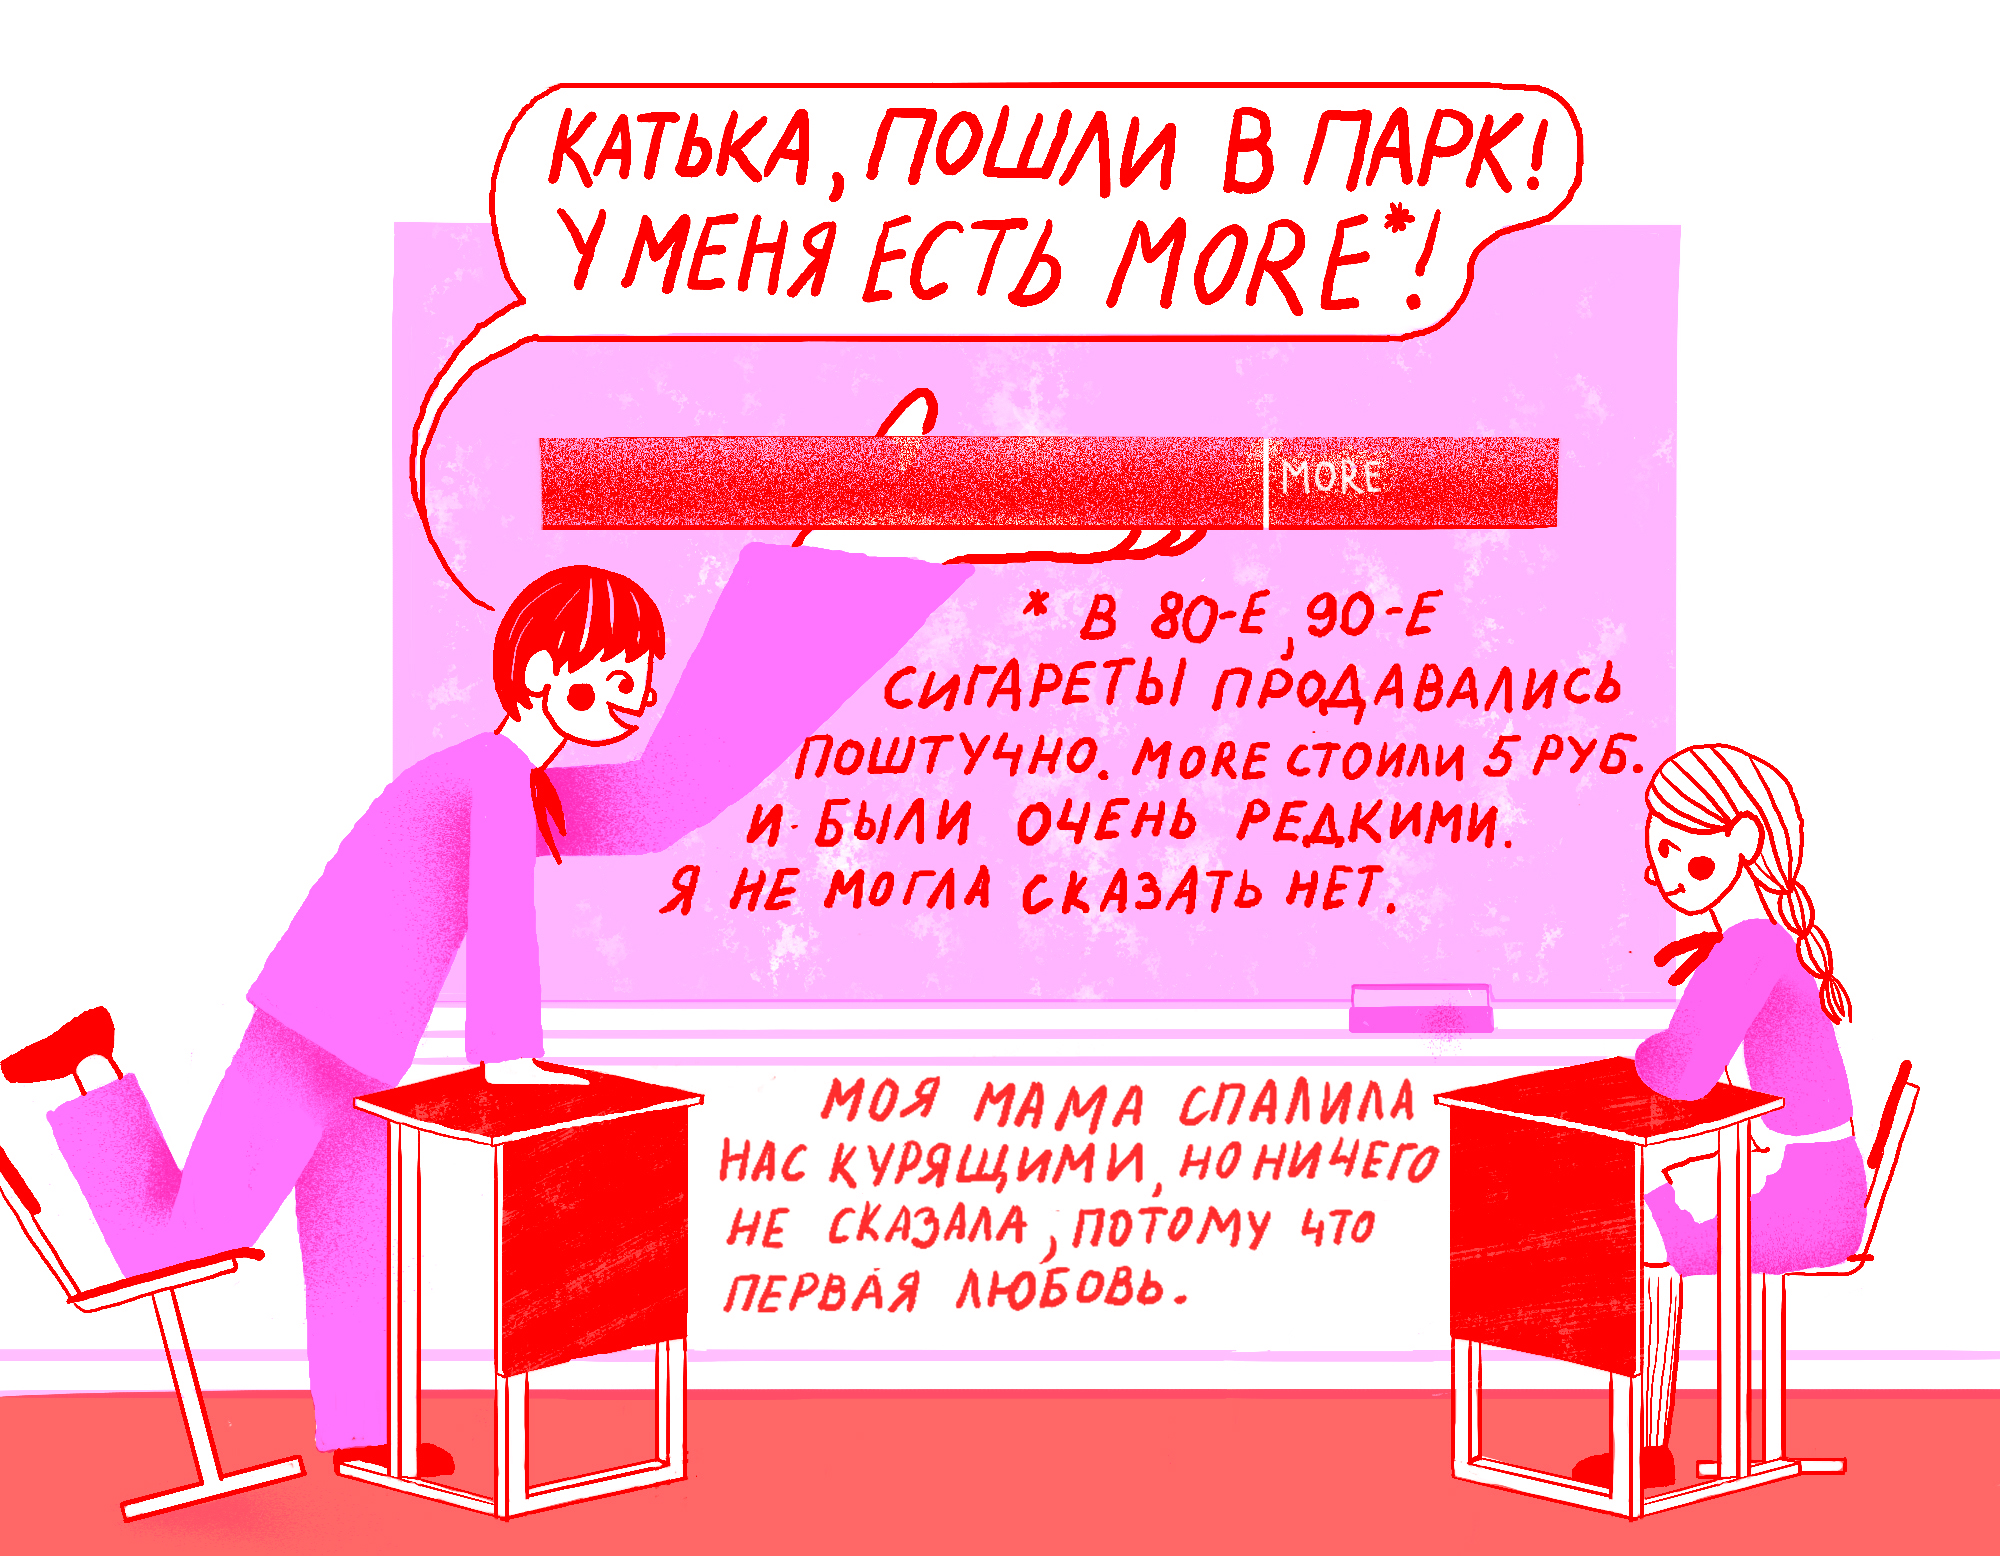 КАТЬКА, ПОШЛИ В ПАРК!
У МЕНЯ ЕСТЬ MORE*!
MORE
* В 80-Е, 90-Е
СИГАРЕТЫ ПРОДАВАЛИСЬ
ПОШТУЧНО. MORE СТОИЛИ 5 РУБ.
И БЫЛИ ОЧЕНЬ РЕДКИМИ.
Я НЕ МОГЛА СКАЗАТЬ НЕТ.
МОЯ МАМА СПАЛИЛА
НАС КУРЯЩИМИ, НО НИЧЕГО
НЕ СКАЗАЛА, ПОТОМУ ЧТО
ПЕРВАЯ ЛЮБОВЬ.